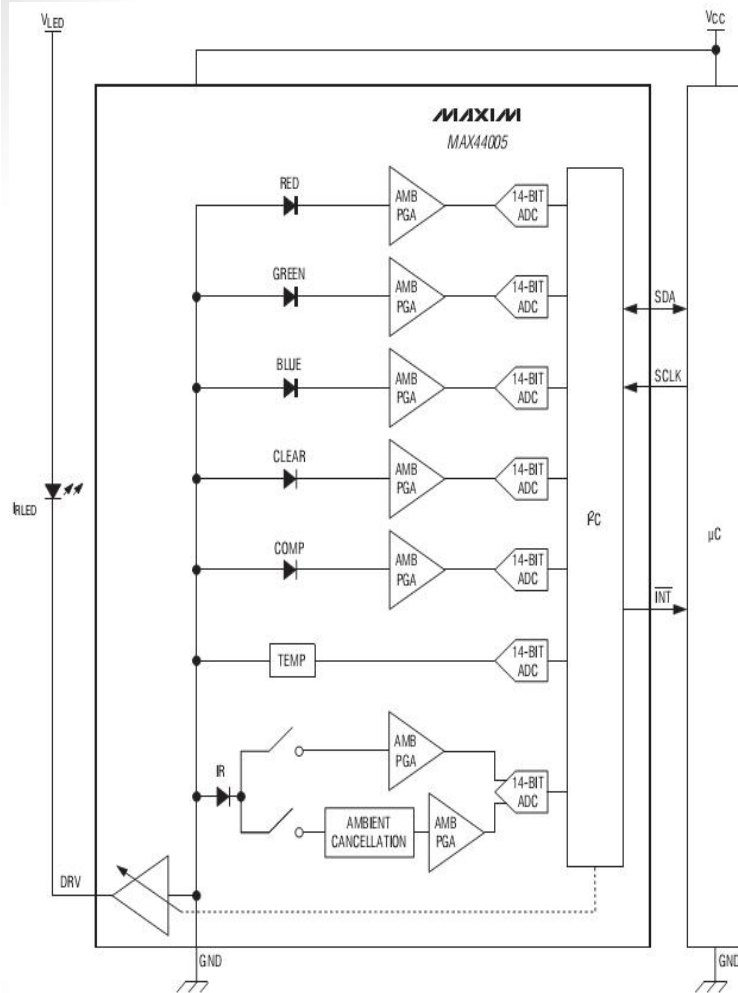 VLED
VCC
MAXIM
MAX44005
RED
AMB
PGA
14-BIT
ADC
GREEN
AMB
PGA
14-BIT
ADC
SDA
BLUE
AMB
PGA
14-BIT
ADC
SCLK
CLEAR
AMB
PGA
14-BIT
ADC
IRLED
I²C
µC
COMP
AMB
PGA
14-BIT
ADC
INT
TEMP
14-BIT
ADC
AMB
PGA
IR
14-BIT
ADC
AMBIENT
CANCELLATION
AMB
PGA
DRV
GND
GND